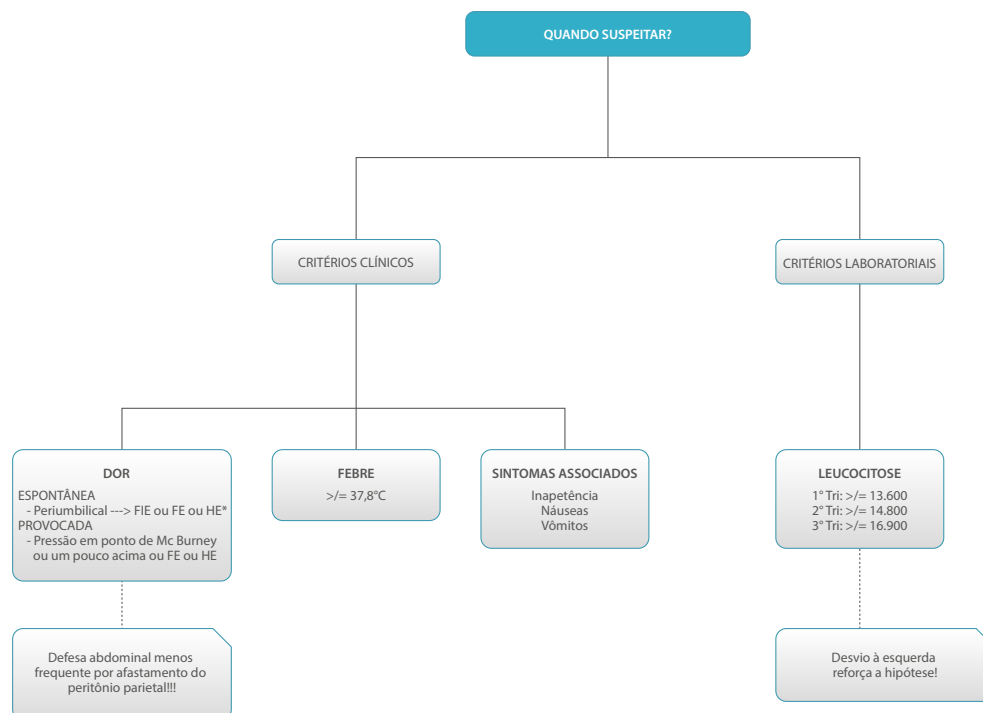 QUANDO SUSPEITAR?
CRITÉRIOS CLÍNICOS
CRITÉRIOS LABORATORIAIS
DOR
ESPONTÂNEA
- Periumbilical ---> FIE ou FE ou HE*
PROVOCADA
- Pressão em ponto de Mc Burney
ou um pouco acima ou FE ou HE
FEBRE
>/= 37,8°C
SINTOMAS ASSOCIADOS
Inapetência
Náuseas
Vômitos
LEUCOCITOSE
1° Tri: >/= 13.600
2° Tri: >/= 14.800
3° Tri: >/= 16.900
Defesa abdominal menos
frequente por afastamento do
peritônio parietal!!!
Desvio à esquerda
reforça a hipótese!